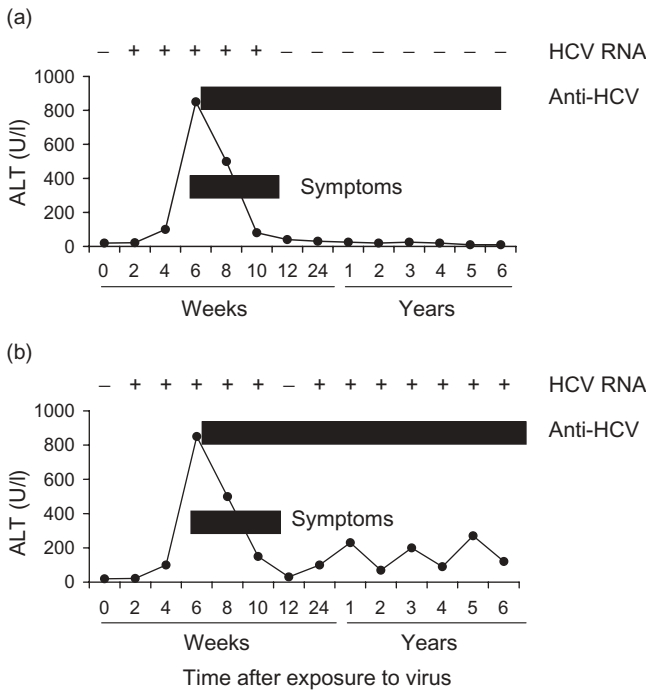 (a)
– + + + + + – – – – – – – – HCV RNA
1000
800
600
400
200
0
ALT (U/l)
Anti-HCV
Symptoms
0 2 4 6 8 10 12 24 1 2 3 4 5 6
Weeks Years
(b)
– + + + + + – + + + + + + + HCV RNA
1000
800
600
400
200
0
ALT (U/l)
Anti-HCV
Symptoms
0 2 4 6 8 10 12 24 1 2 3 4 5 6
Weeks Years
Time after exposure to virus